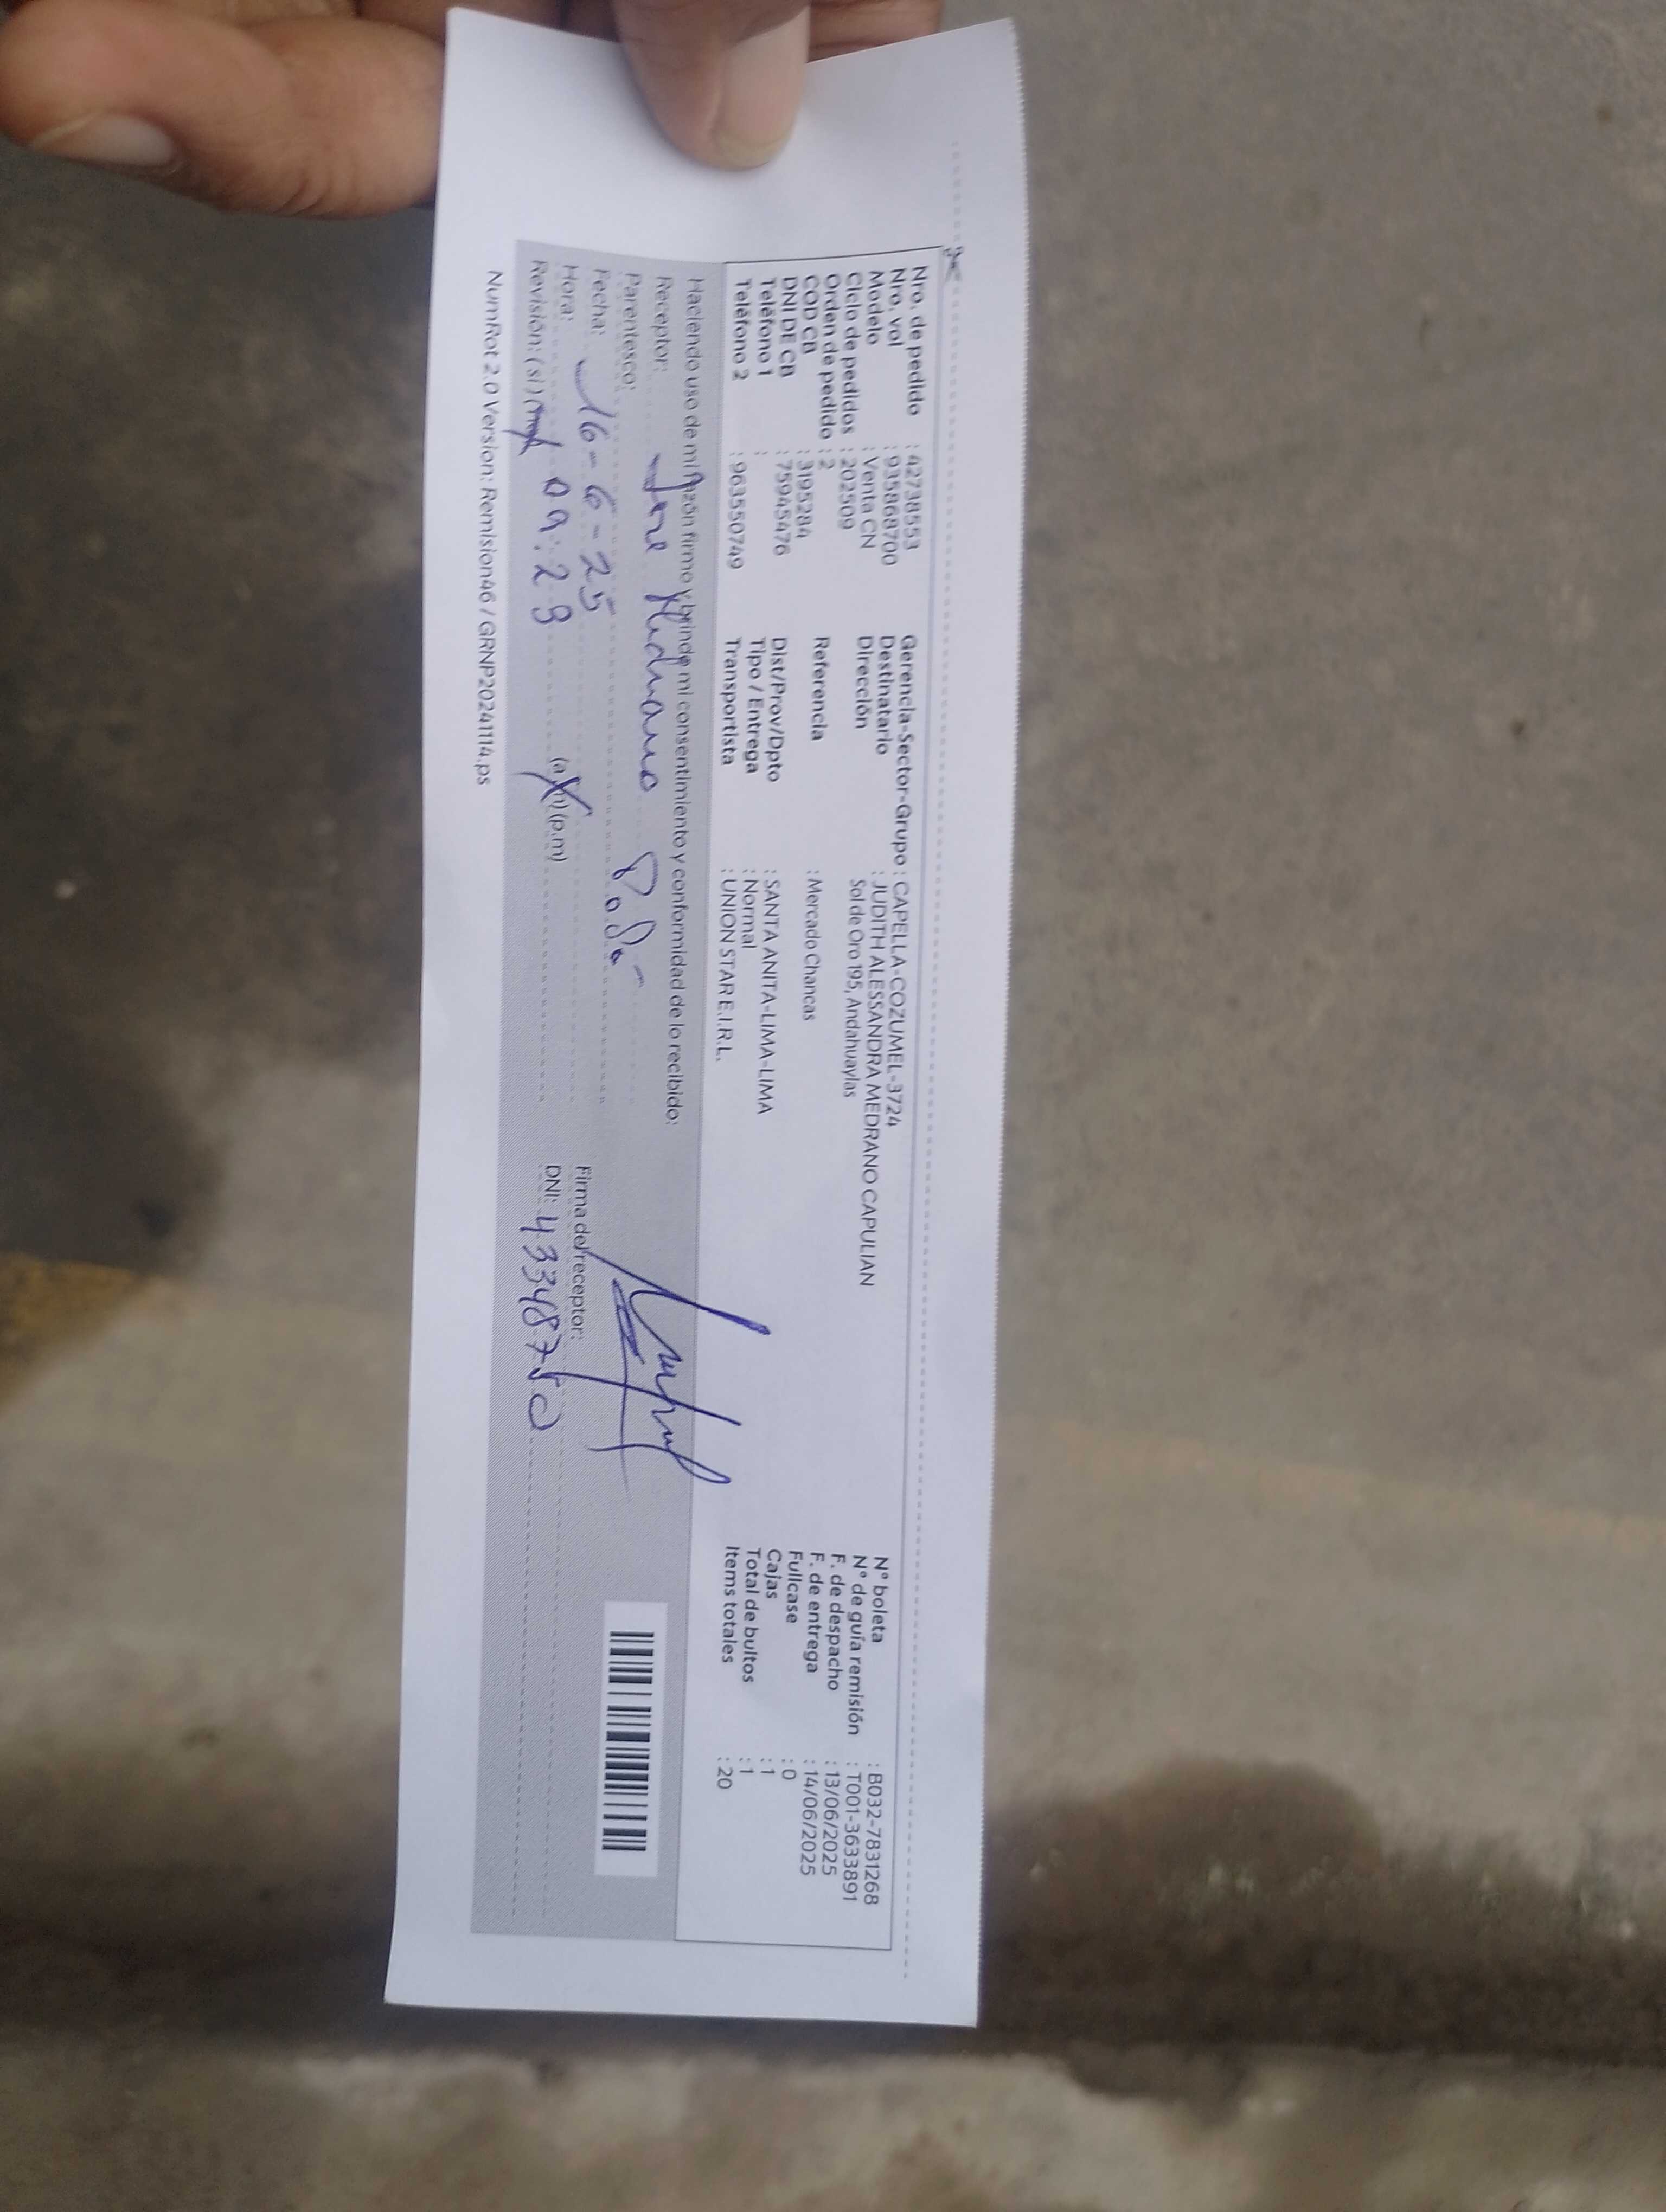 Nro. de pedido : 42738553
Nro. vol : 935868700
Modelo : Venta CN
Ciclo de pedidos : 202509
Orden de pedido : 2
COD CB : 3195284
DNI DE CB : 75945476
Teléfono 1 :
Teléfono 2 : 963550749
Gerencia-Sector-Grupo : CAPELLA-COZUMEL-3724
Destinatario : JUDITH ALESSANDRA MEDRANO CAPULIAN
Dirección Sol de Oro 195, Andahuaylas
Referencia : Mercado Chancas
Dist/Prov/Dpto : SANTA ANITA-LIMA-LIMA
Tipo / Entrega : Normal
Transportista : UNION STAR E.I.R.L.
N° boleta : B032-7831268
N° de guía remisión : T001-3633891
F. de despacho : 13/06/2025
F. de entrega : 14/06/2025
Fullcase : 0
Cajas : 1
Total de bultos : 1
Items totales : 20
Haciendo uso de mi razón firmo y brinde mi consentimiento y conformidad de lo recibido:
Receptor: Jose Medrano
Parentesco:
Fecha: 16-6-25
Hora: 09:23 (a.m) (p.m)
Revisión: (si) (no)
Firma del receptor:
DNI: 43348750
NumRot 2.0 Version: Remision46 / GRNP20241114.ps